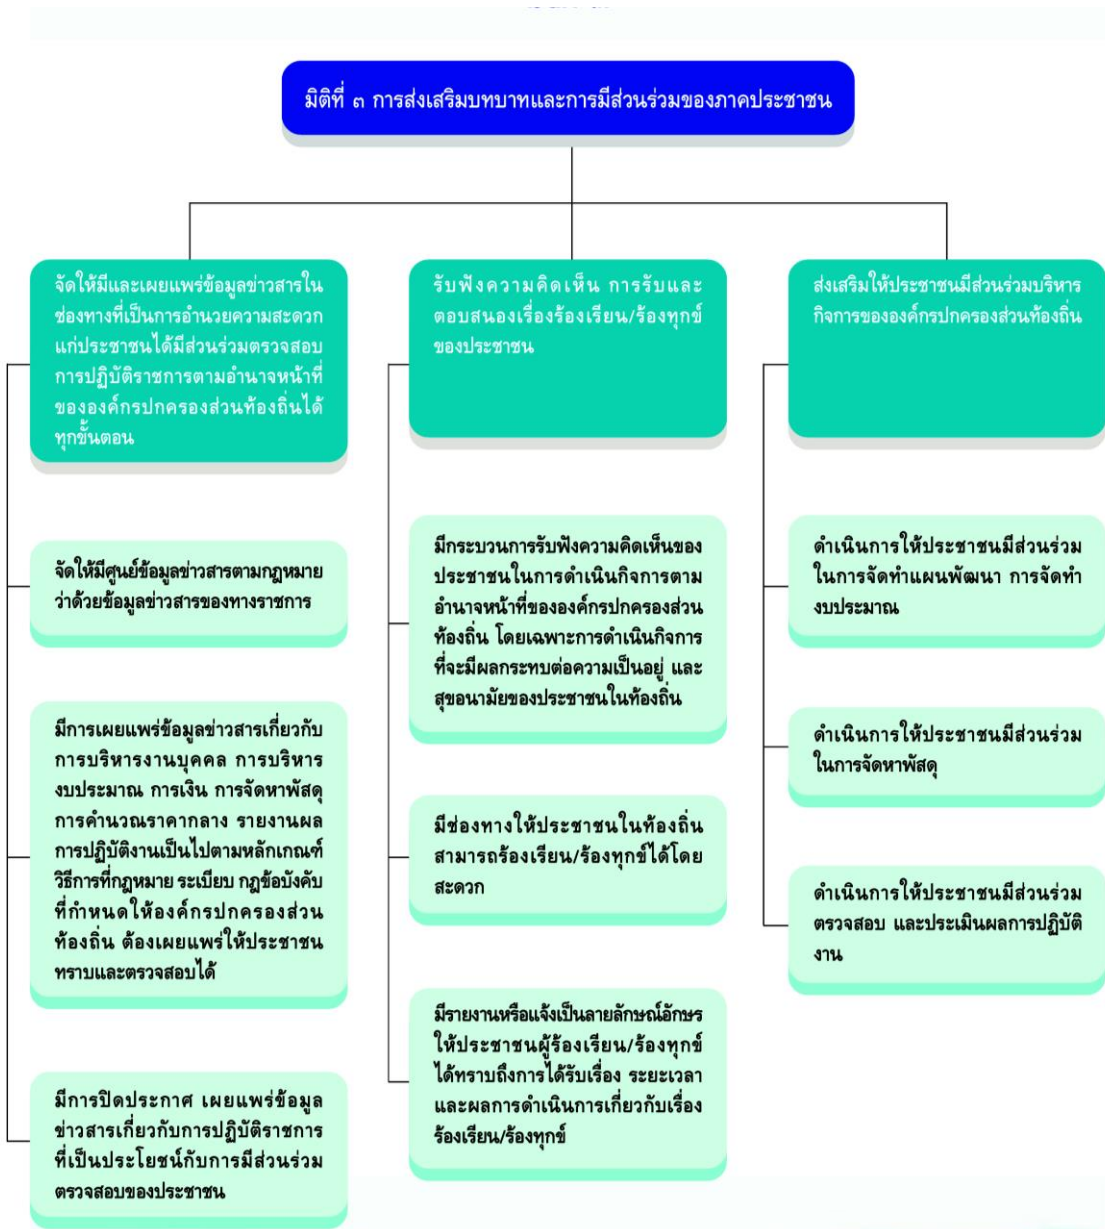 มิติที่ ๓ การส่งเสริมบทบาทและการมีส่วนร่วมของภาคประชาชน
จัดให้มีและเผยแพร่ข้อมูลข่าวสารใน
ช่องทางที่เป็นการอำนวยความสะดวก
แก่ประชาชนได้มีส่วนร่วมตรวจสอบ
การปฏิบัติราชการตามอำนาจหน้าที่
ขององค์กรปกครองส่วนท้องถิ่นได้
ทุกขั้นตอน
จัดให้มีศูนย์ข้อมูลข่าวสารตามกฎหมาย
ว่าด้วยข้อมูลข่าวสารของทางราชการ
มีการเผยแพร่ข้อมูลข่าวสารเกี่ยวกับ
การบริหารงานบุคคล การบริหาร
งบประมาณ การเงิน การจัดหาพัสดุ
การคำนวณราคากลาง รายงานผล
การปฏิบัติงานเป็นไปตามหลักเกณฑ์
วิธีการที่กฎหมาย ระเบียบ กฎข้อบังคับ
ที่กำหนดให้องค์กรปกครองส่วน
ท้องถิ่น ต้องเผยแพร่ให้ประชาชน
ทราบและตรวจสอบได้
มีการปิดประกาศ เผยแพร่ข้อมูล
ข่าวสารเกี่ยวกับการปฏิบัติราชการ
ที่เป็นประโยชน์กับการมีส่วนร่วม
ตรวจสอบของประชาชน
รับฟังความคิดเห็น การรับและ
ตอบสนองเรื่องร้องเรียน/ร้องทุกข์
ของประชาชน
มีกระบวนการรับฟังความคิดเห็นของ
ประชาชนในการดำเนินกิจการตาม
อำนาจหน้าที่ขององค์กรปกครองส่วน
ท้องถิ่น โดยเฉพาะการดำเนินกิจการ
ที่จะมีผลกระทบต่อความเป็นอยู่ และ
สุขอนามัยของประชาชนในท้องถิ่น
มีช่องทางให้ประชาชนในท้องถิ่น
สามารถร้องเรียน/ร้องทุกข์ได้โดย
สะดวก
มีรายงานหรือแจ้งเป็นลายลักษณ์อักษร
ให้ประชาชนผู้ร้องเรียน/ร้องทุกข์
ได้ทราบถึงการได้รับเรื่อง ระยะเวลา
และผลการดำเนินการเกี่ยวกับเรื่อง
ร้องเรียน/ร้องทุกข์
ส่งเสริมให้ประชาชนมีส่วนร่วมบริหาร
กิจการขององค์กรปกครองส่วนท้องถิ่น
ดำเนินการให้ประชาชนมีส่วนร่วม
ในการจัดทำแผนพัฒนา การจัดทำ
งบประมาณ
ดำเนินการให้ประชาชนมีส่วนร่วม
ในการจัดหาพัสดุ
ดำเนินการให้ประชาชนมีส่วนร่วม
ตรวจสอบ และประเมินผลการปฏิบัติ
งาน